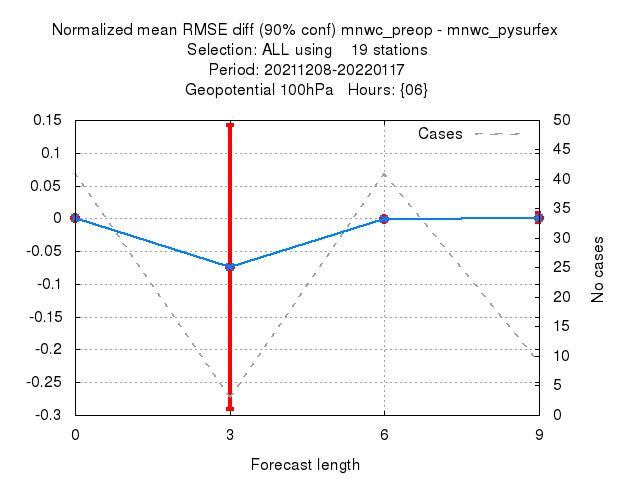 Normalized mean RMSE diff (90% conf) mnwc_preop - mnwc_pysurfex
Selection: ALL using 19 stations
Period: 20211208-20220117
Geopotential 100hPa Hours: {06}
Cases
0.15
0.1
0.05
0
-0.05
-0.1
-0.15
-0.2
-0.25
-0.3
50
45
40
35
30
25
20
15
10
5
0
No cases
0 3 6 9
Forecast length